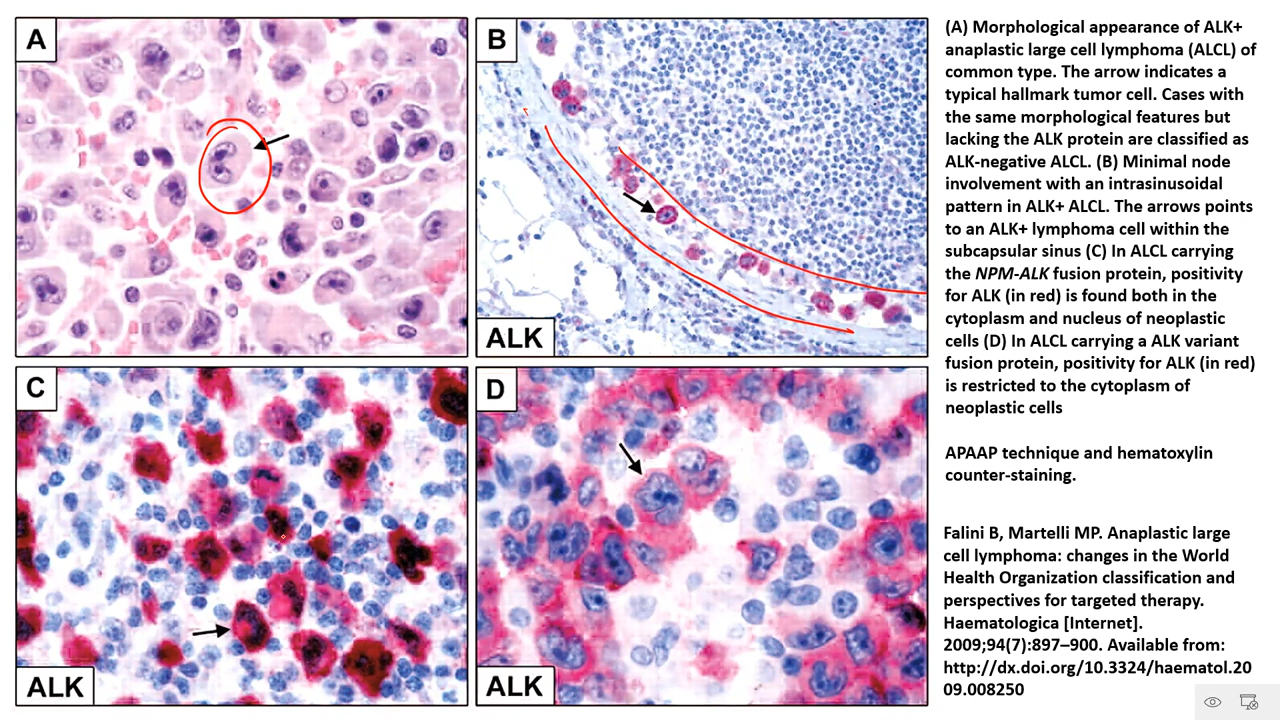 A
B
ALK
C
ALK
D
ALK
(A) Morphological appearance of ALK+
anaplastic large cell lymphoma (ALCL) of
common type. The arrow indicates a
typical hallmark tumor cell. Cases with
the same morphological features but
lacking the ALK protein are classified as
ALK-negative ALCL. (B) Minimal node
involvement with an intrasinusoidal
pattern in ALK+ ALCL. The arrows points
to an ALK+ lymphoma cell within the
subcapsular sinus (C) In ALCL carrying
the NPM-ALK fusion protein, positivity
for ALK (in red) is found both in the
cytoplasm and nucleus of neoplastic
cells (D) In ALCL carrying a ALK variant
fusion protein, positivity for ALK (in red)
is restricted to the cytoplasm of
neoplastic cells
APAAP technique and hematoxylin
counter-staining.
Falini B, Martelli MP. Anaplastic large
cell lymphoma: changes in the World
Health Organization classification and
perspectives for targeted therapy.
Haematologica [Internet].
2009;94(7):897–900. Available from:
http://dx.doi.org/10.3324/haematol.20
09.008250